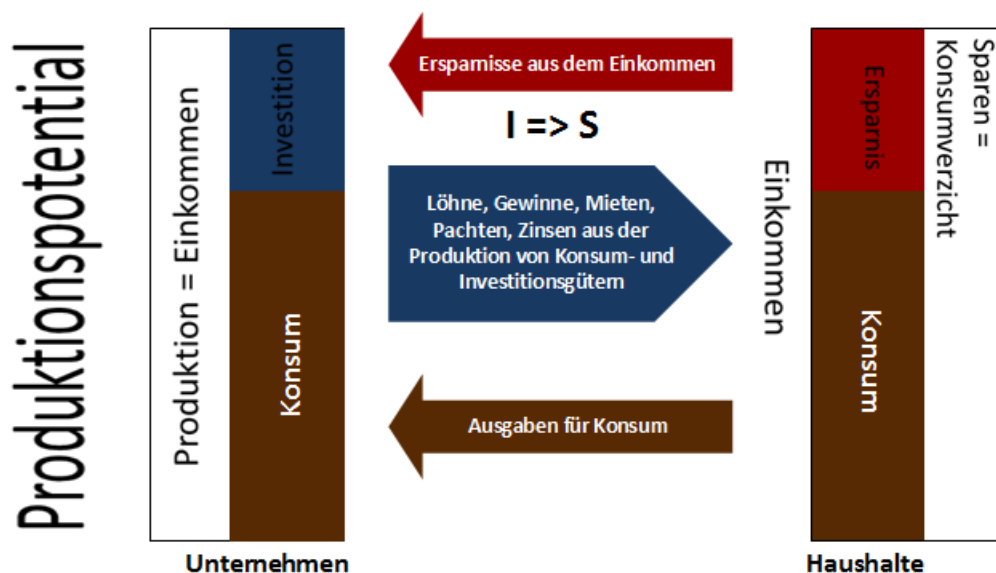 Produktionspotential
Produktion = Einkommen
Investition
Konsum
Unternehmen
Ersparnisse aus dem Einkommen
I => S
Löhne, Gewinne, Mieten,
Pachten, Zinsen aus der
Produktion von Konsum- und
Investitionsgütern
Ausgaben für Konsum
Einkommen
Ersparnis
Konsum
Sparen =
Konsumverzicht
Haushalte